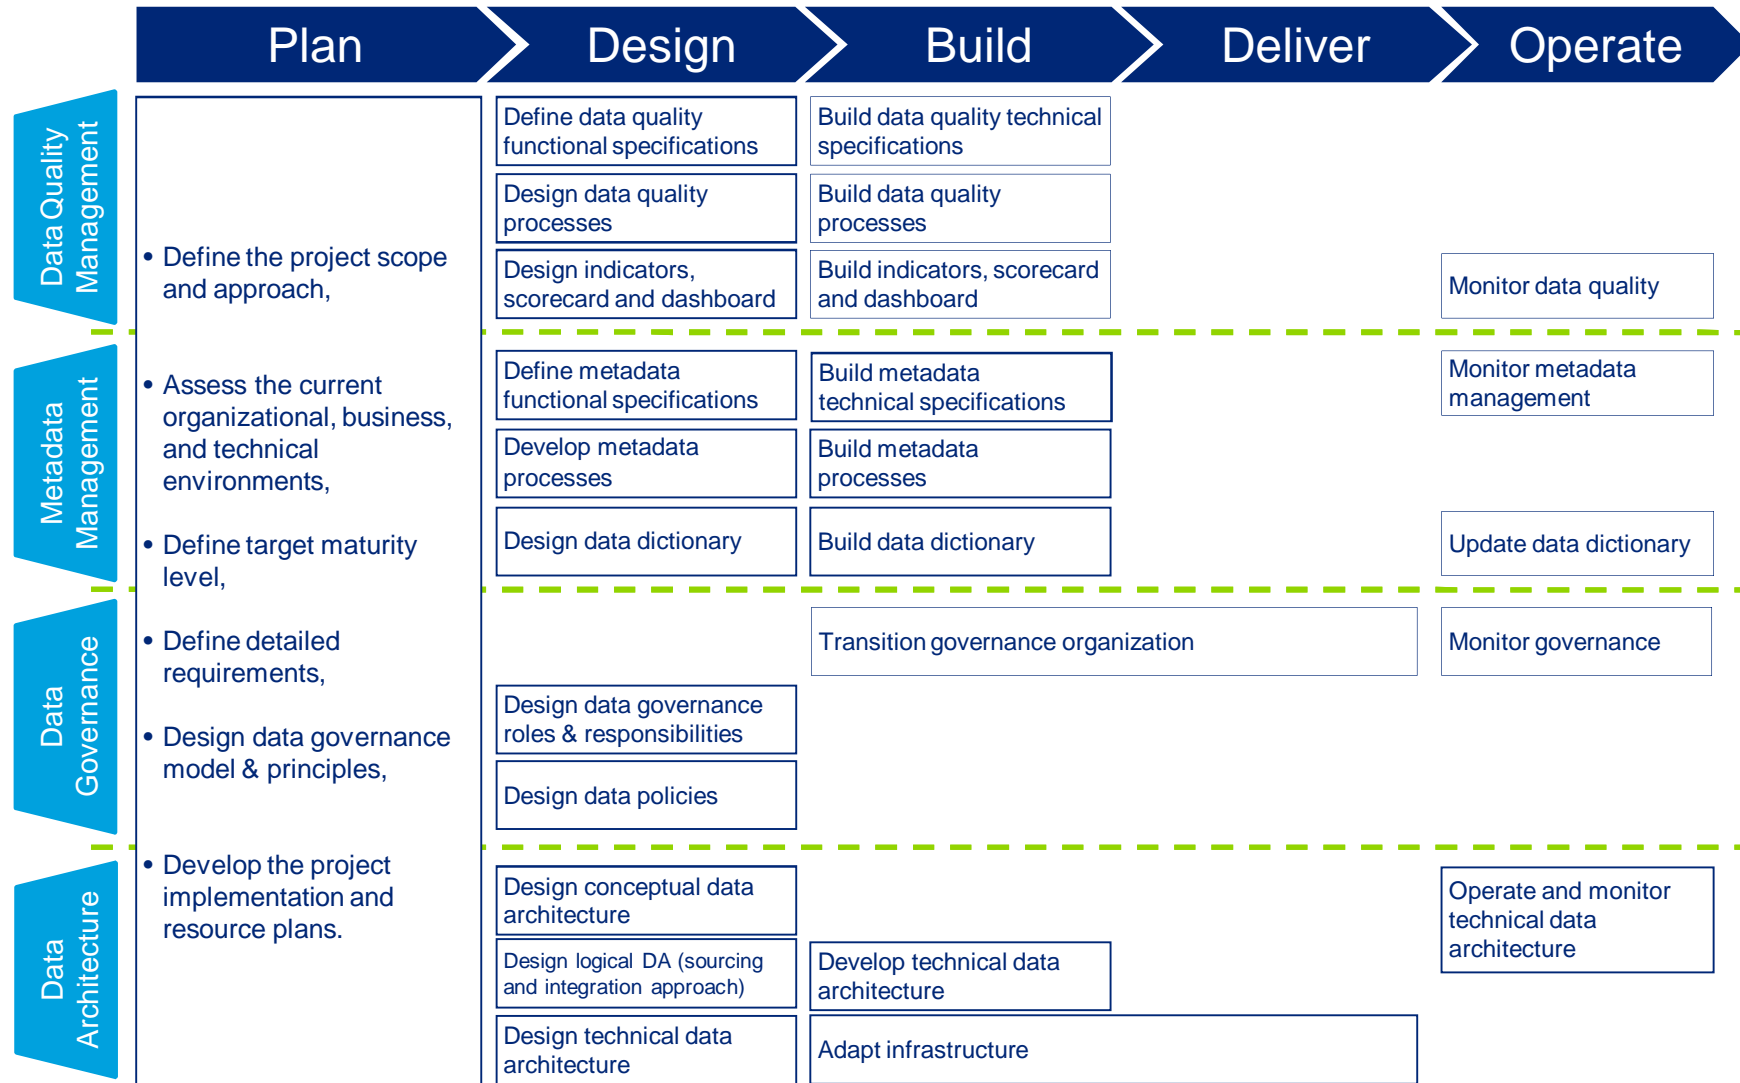 Plan
Design
Build
Deliver
Operate
Data Quality
Management
• Define the project scope
and approach,
• Assess the current
organizational, business,
and technical
environments,
• Define target maturity
level,
• Define detailed
requirements,
• Design data governance
model & principles,
• Develop the project
implementation and
resource plans.
Define data quality
functional specifications
Build data quality technical
specifications
Design data quality
processes
Build data quality
processes
Design indicators,
scorecard and dashboard
Build indicators, scorecard
and dashboard
Monitor data quality
Metadata
Management
Define metadata
functional specifications
Build metadata
technical specifications
Monitor metadata
management
Develop metadata
processes
Build metadata
processes
Design data dictionary
Build data dictionary
Update data dictionary
Data
Governance
Transition governance organization
Monitor governance
Design data governance
roles & responsibilities
Design data policies
Data
Architecture
Design conceptual data
architecture
Operate and monitor
technical data
architecture
Design logical DA (sourcing
and integration approach)
Develop technical data
architecture
Design technical data
architecture
Adapt infrastructure